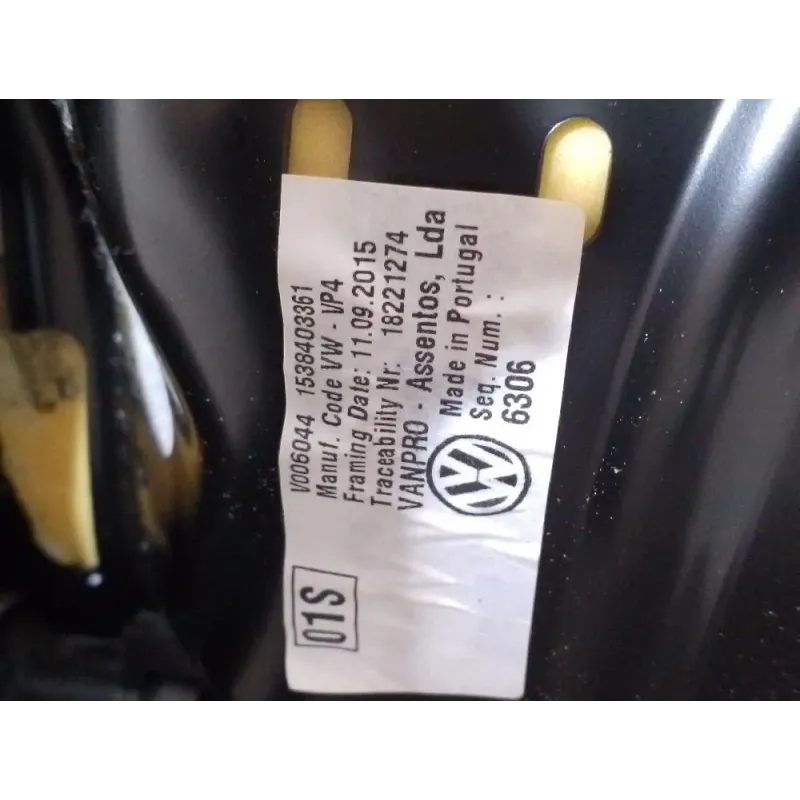 V006044 1538403361
Manuf. Code VW - VP4
Framing Date: 11.09.2015
Traceability Nr: 18221274
VANPRO - Assentos, Lda
Made in Portugal
Seq. Num. :
6306
01S